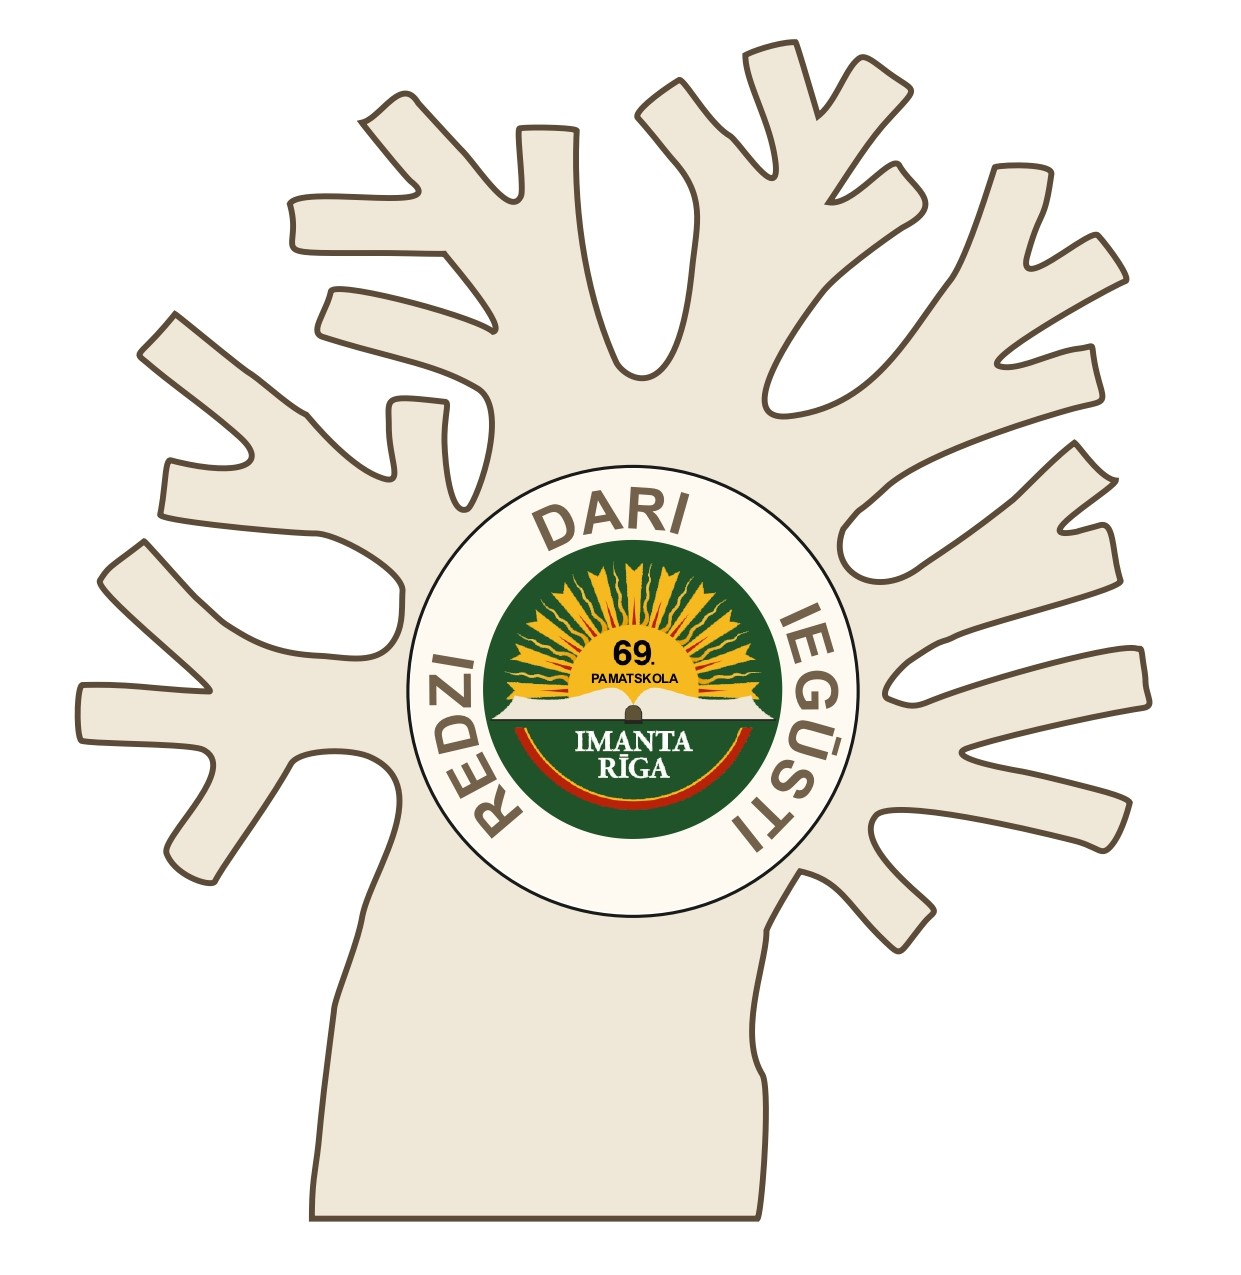 REDZI
DARI
IEGŪSTI
69.
PAMATSKOLA
IMANTA
RĪGA